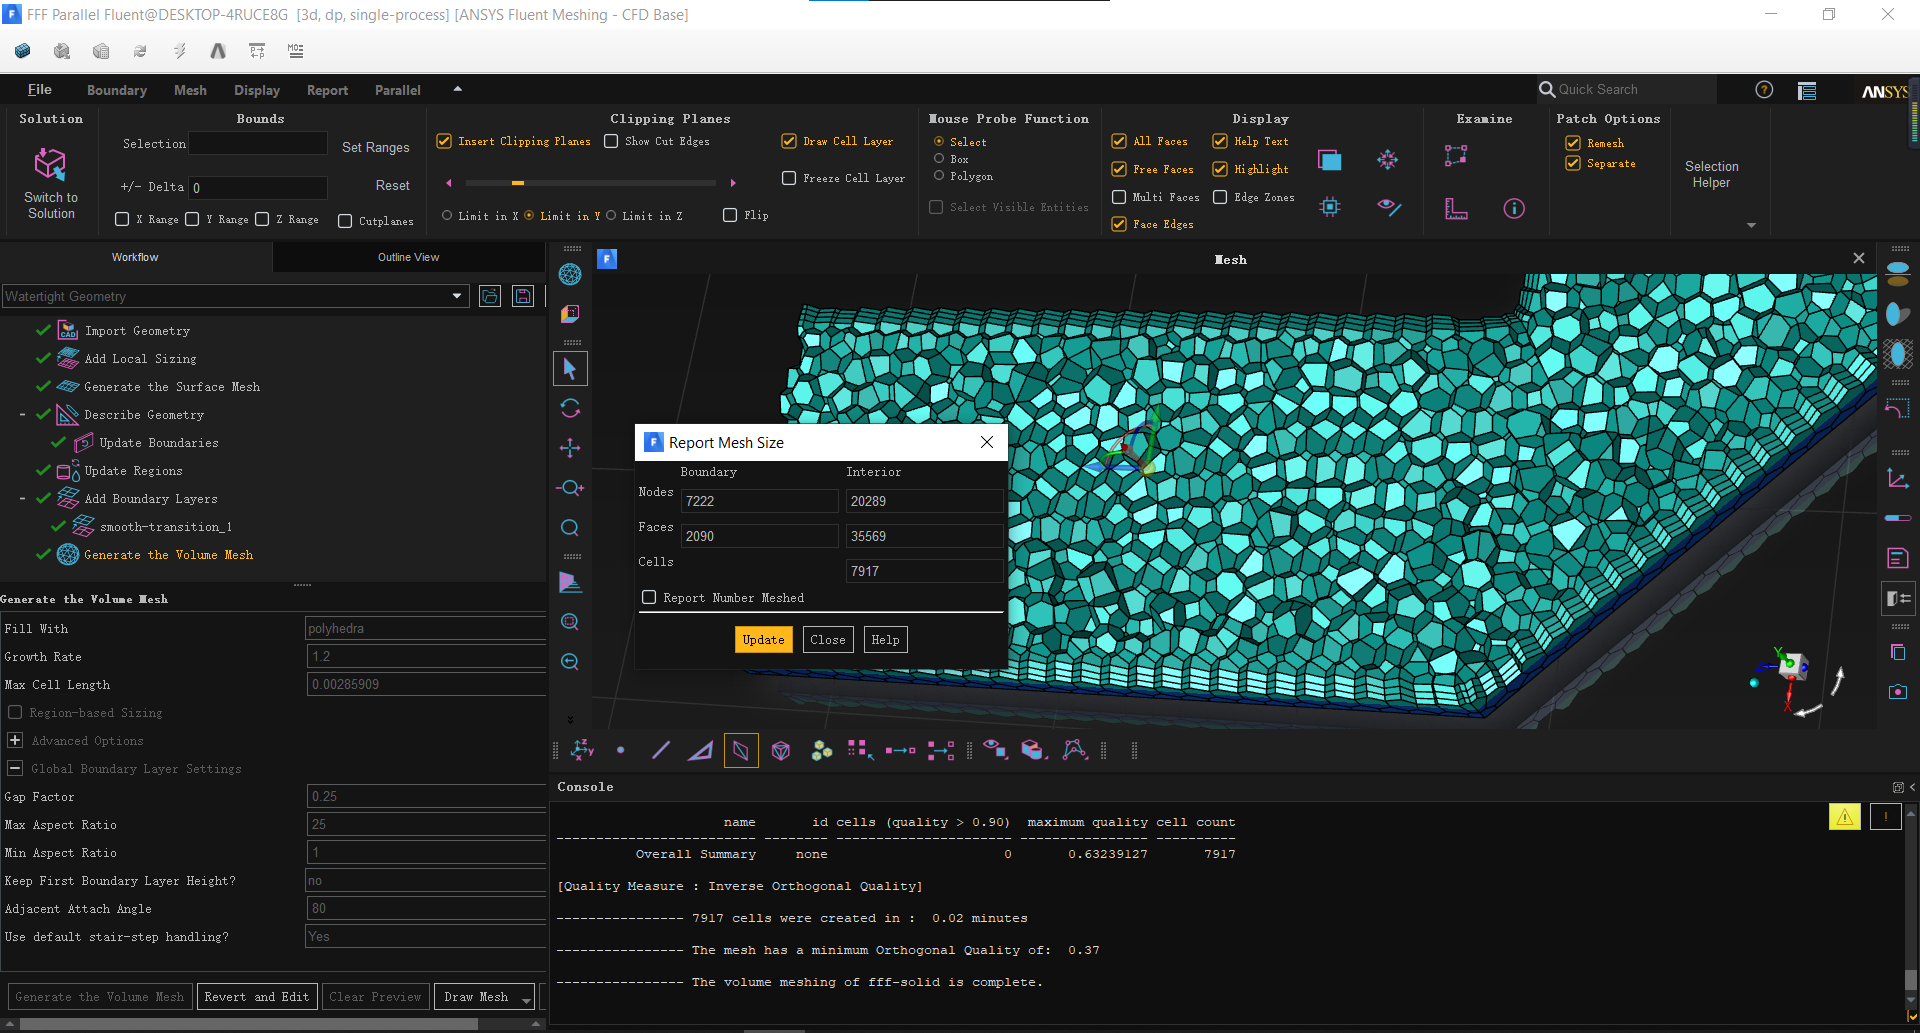 FFF Parallel Fluent@DESKTOP-4RUCE8G [3d, dp, single-process] [ANSYS Fluent Meshing - CFD Base]
File Boundary Mesh Display Report Parallel
Quick Search
ANSYS
Solution
Switch to
Solution
Bounds
Selection
Set Ranges
+/- Delta 0
Reset
X Range Y Range Z Range Cutplanes
Clipping Planes
Insert Clipping Planes Show Cut Edges Draw Cell Layer
Freeze Cell Layer
Limit in X Limit in Y Limit in Z Flip
Mouse Probe Function
Select
Box
Polygon
Select Visible Entities
Display
All Faces Help Text
Free Faces Highlight
Multi Faces Edge Zones
Face Edges
Examine
Patch Options
Remesh
Separate
Selection
Helper
Workflow Outline View
Watertight Geometry
Import Geometry
Add Local Sizing
Generate the Surface Mesh
Describe Geometry
Update Boundaries
Update Regions
Add Boundary Layers
smooth-transition_1
Generate the Volume Mesh
Generate the Volume Mesh
Fill With polyhedra
Growth Rate 1.2
Max Cell Length 0.00285909
Region-based Sizing
Advanced Options
Global Boundary Layer Settings
Gap Factor 0.25
Max Aspect Ratio 25
Min Aspect Ratio 1
Keep First Boundary Layer Height? no
Adjacent Attach Angle 80
Use default stair-step handling? Yes
Generate the Volume Mesh Revert and Edit Clear Preview Draw Mesh
Mesh
Report Mesh Size
Boundary Interior
Nodes 7222 20289
Faces 2090 35569
Cells 7917
Report Number Meshed
Update Close Help
Y
X
Console
name id cells (quality > 0.90) maximum quality cell count
------------------------- -------- -------------------------- --------------- ----------
Overall Summary none 0 0.63239127 7917
[Quality Measure : Inverse Orthogonal Quality]
---------------- 7917 cells were created in : 0.02 minutes
---------------- The mesh has a minimum Orthogonal Quality of: 0.37
---------------- The volume meshing of fff-solid is complete.